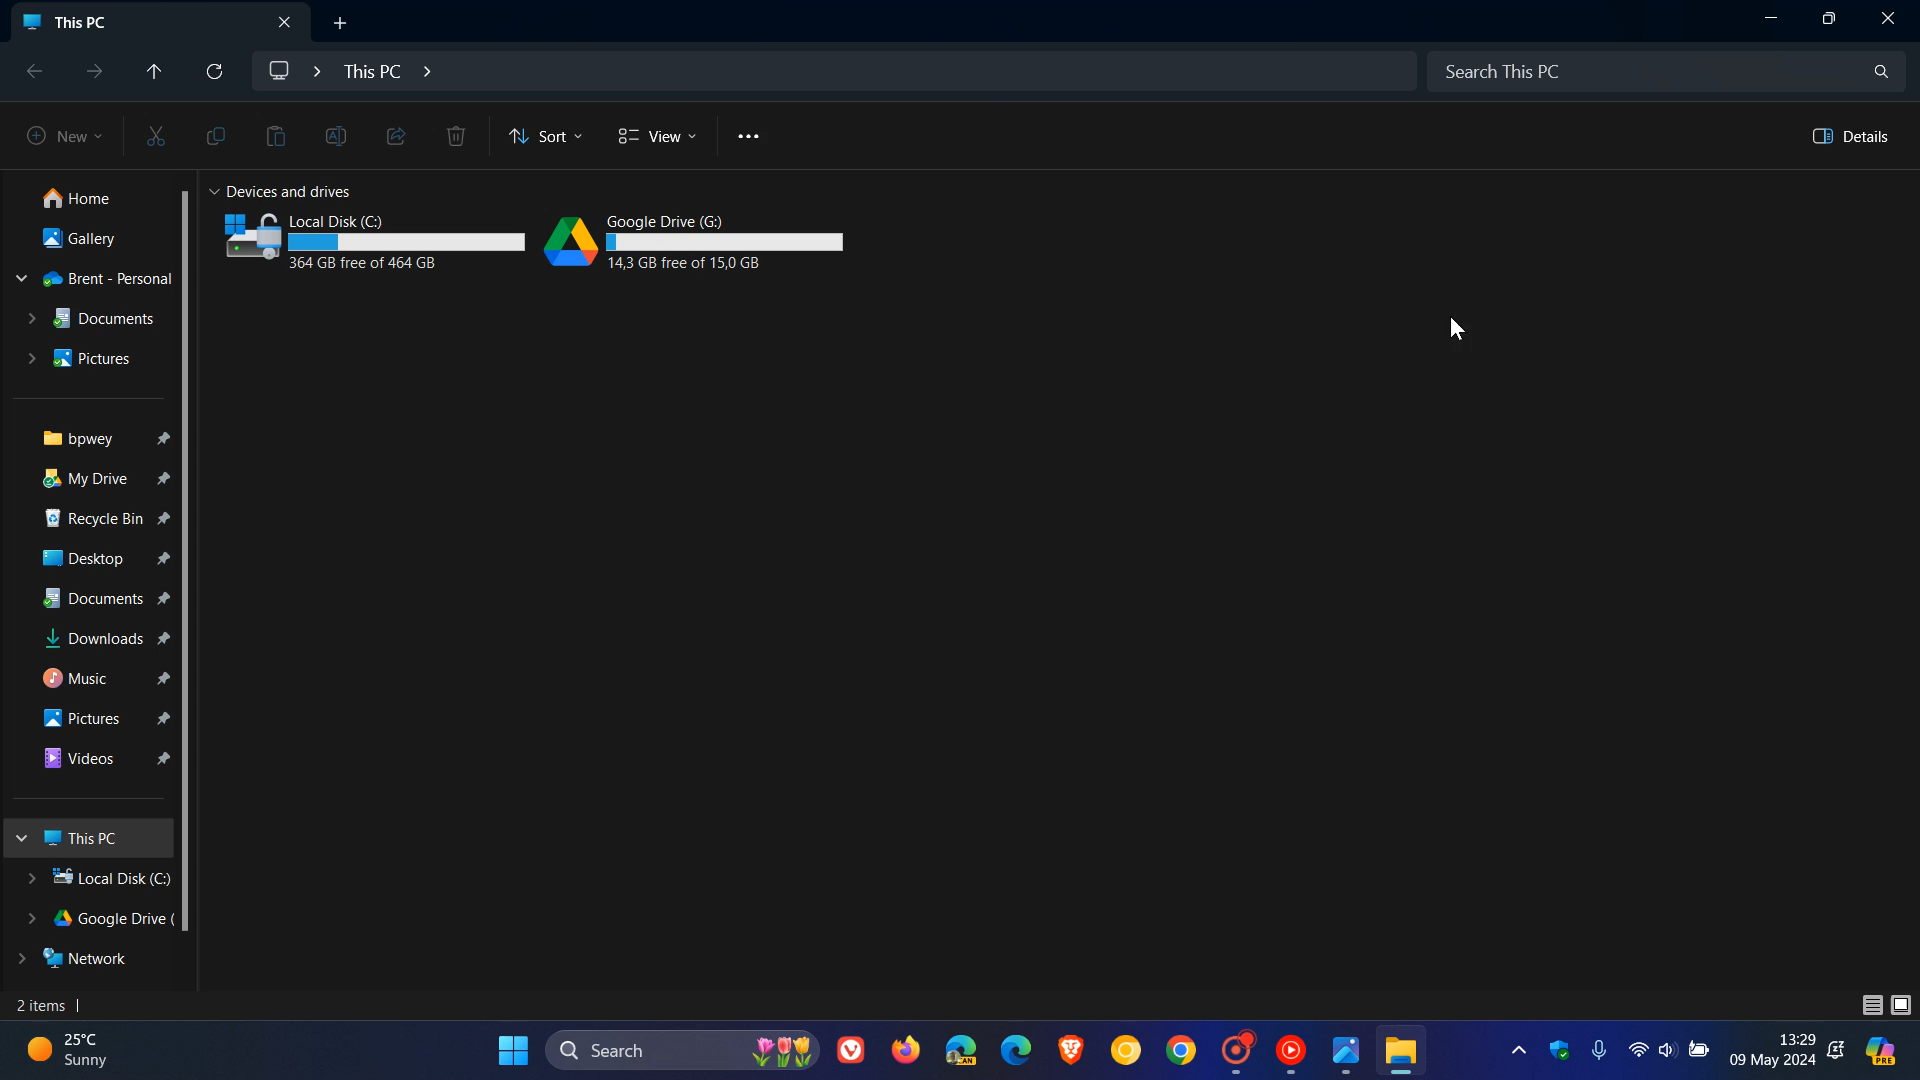 This PC
This PC
Search This PC
New
Sort
View
Details
Home
Gallery
Brent - Personal
Documents
Pictures
bpwey
My Drive
Recycle Bin
Desktop
Documents
Downloads
Music
Pictures
Videos
This PC
Local Disk (C:)
Google Drive (
Network
Devices and drives
Local Disk (C:)
364 GB free of 464 GB
Google Drive (G:)
14,3 GB free of 15,0 GB
2 items
25°C
Sunny
Search
CAN
13:29
09 May 2024
PRE